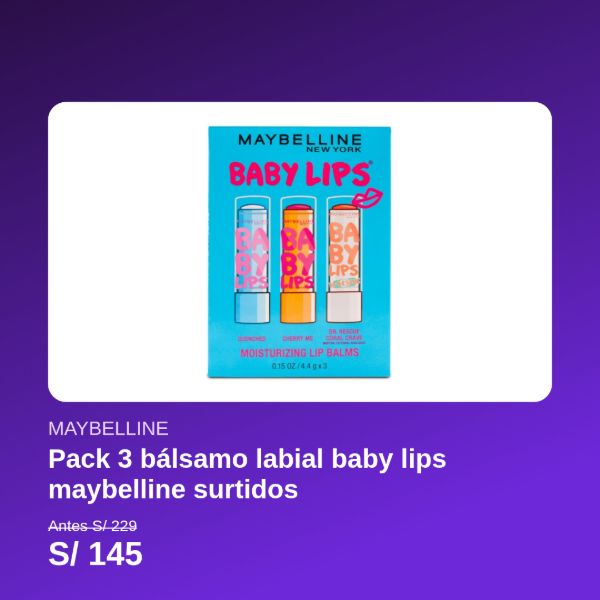 MAYBELLINE
NEW YORK
BABY LIPS
BA BA BA
BY BY BY
LIPS LIPS LIPS
QUENCHED CHERRY ME DR. RESCUE
CORAL CRAVE
MOISTURIZING LIP BALMS
0.15 OZ / 4.4 g x 3
MAYBELLINE
Pack 3 bálsamo labial baby lips
maybelline surtidos
Antes S/ 229
S/ 145